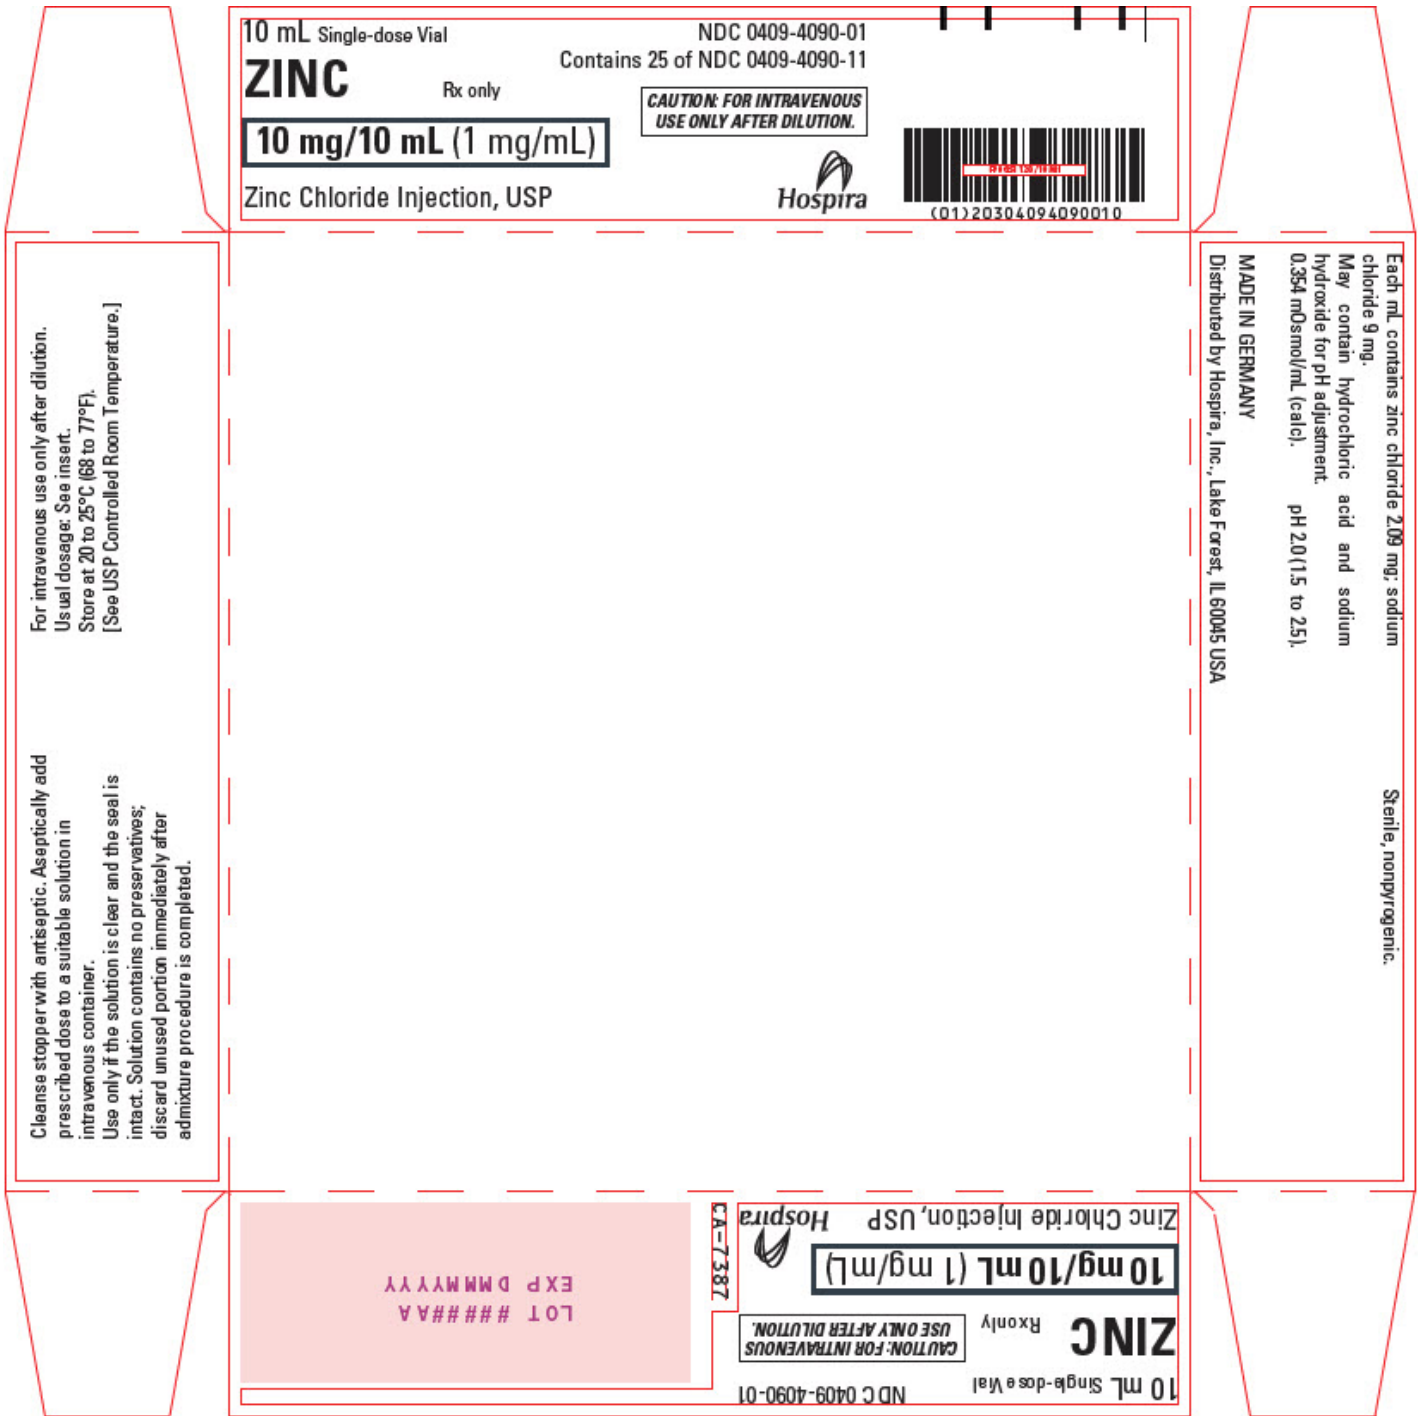 10 mL Single-dose Vial
ZINC
Rx only
10 mg/10 mL (1 mg/mL)
Zinc Chloride Injection, USP
NDC 0409-4090-01
Contains 25 of NDC 0409-4090-11
CAUTION: FOR INTRAVENOUS
USE ONLY AFTER DILUTION.
Hospira
(01)20304094090010
For intravenous use only after dilution.
Usual dosage: See insert.
Store at 20 to 25°C (68 to 77°F).
[See USP Controlled Room Temperature.]
Cleanse stopper with antiseptic. Aseptically add
prescribed dose to a suitable solution in
intravenous container.
Use only if the solution is clear and the seal is
intact. Solution contains no preservatives;
discard unused portion immediately after
admixture procedure is completed.
Each mL contains zinc chloride 2.09 mg; sodium
chloride 9 mg.
May contain hydrochloric acid and sodium
hydroxide for pH adjustment.
0.354 mOsmol/mL (calc). pH 2.0 (1.5 to 2.5).
MADE IN GERMANY
Distributed by Hospira, Inc., Lake Forest, IL 60045 USA
Sterile, nonpyrogenic.
10 mL Single-dose Vial
NDC 0409-4090-01
ZINC
Rx only
CAUTION: FOR INTRAVENOUS
USE ONLY AFTER DILUTION.
10 mg/10 mL (1 mg/mL)
Zinc Chloride Injection, USP
Hospira
CA-7387
LOT ######AA
EXP DMMMYYYY